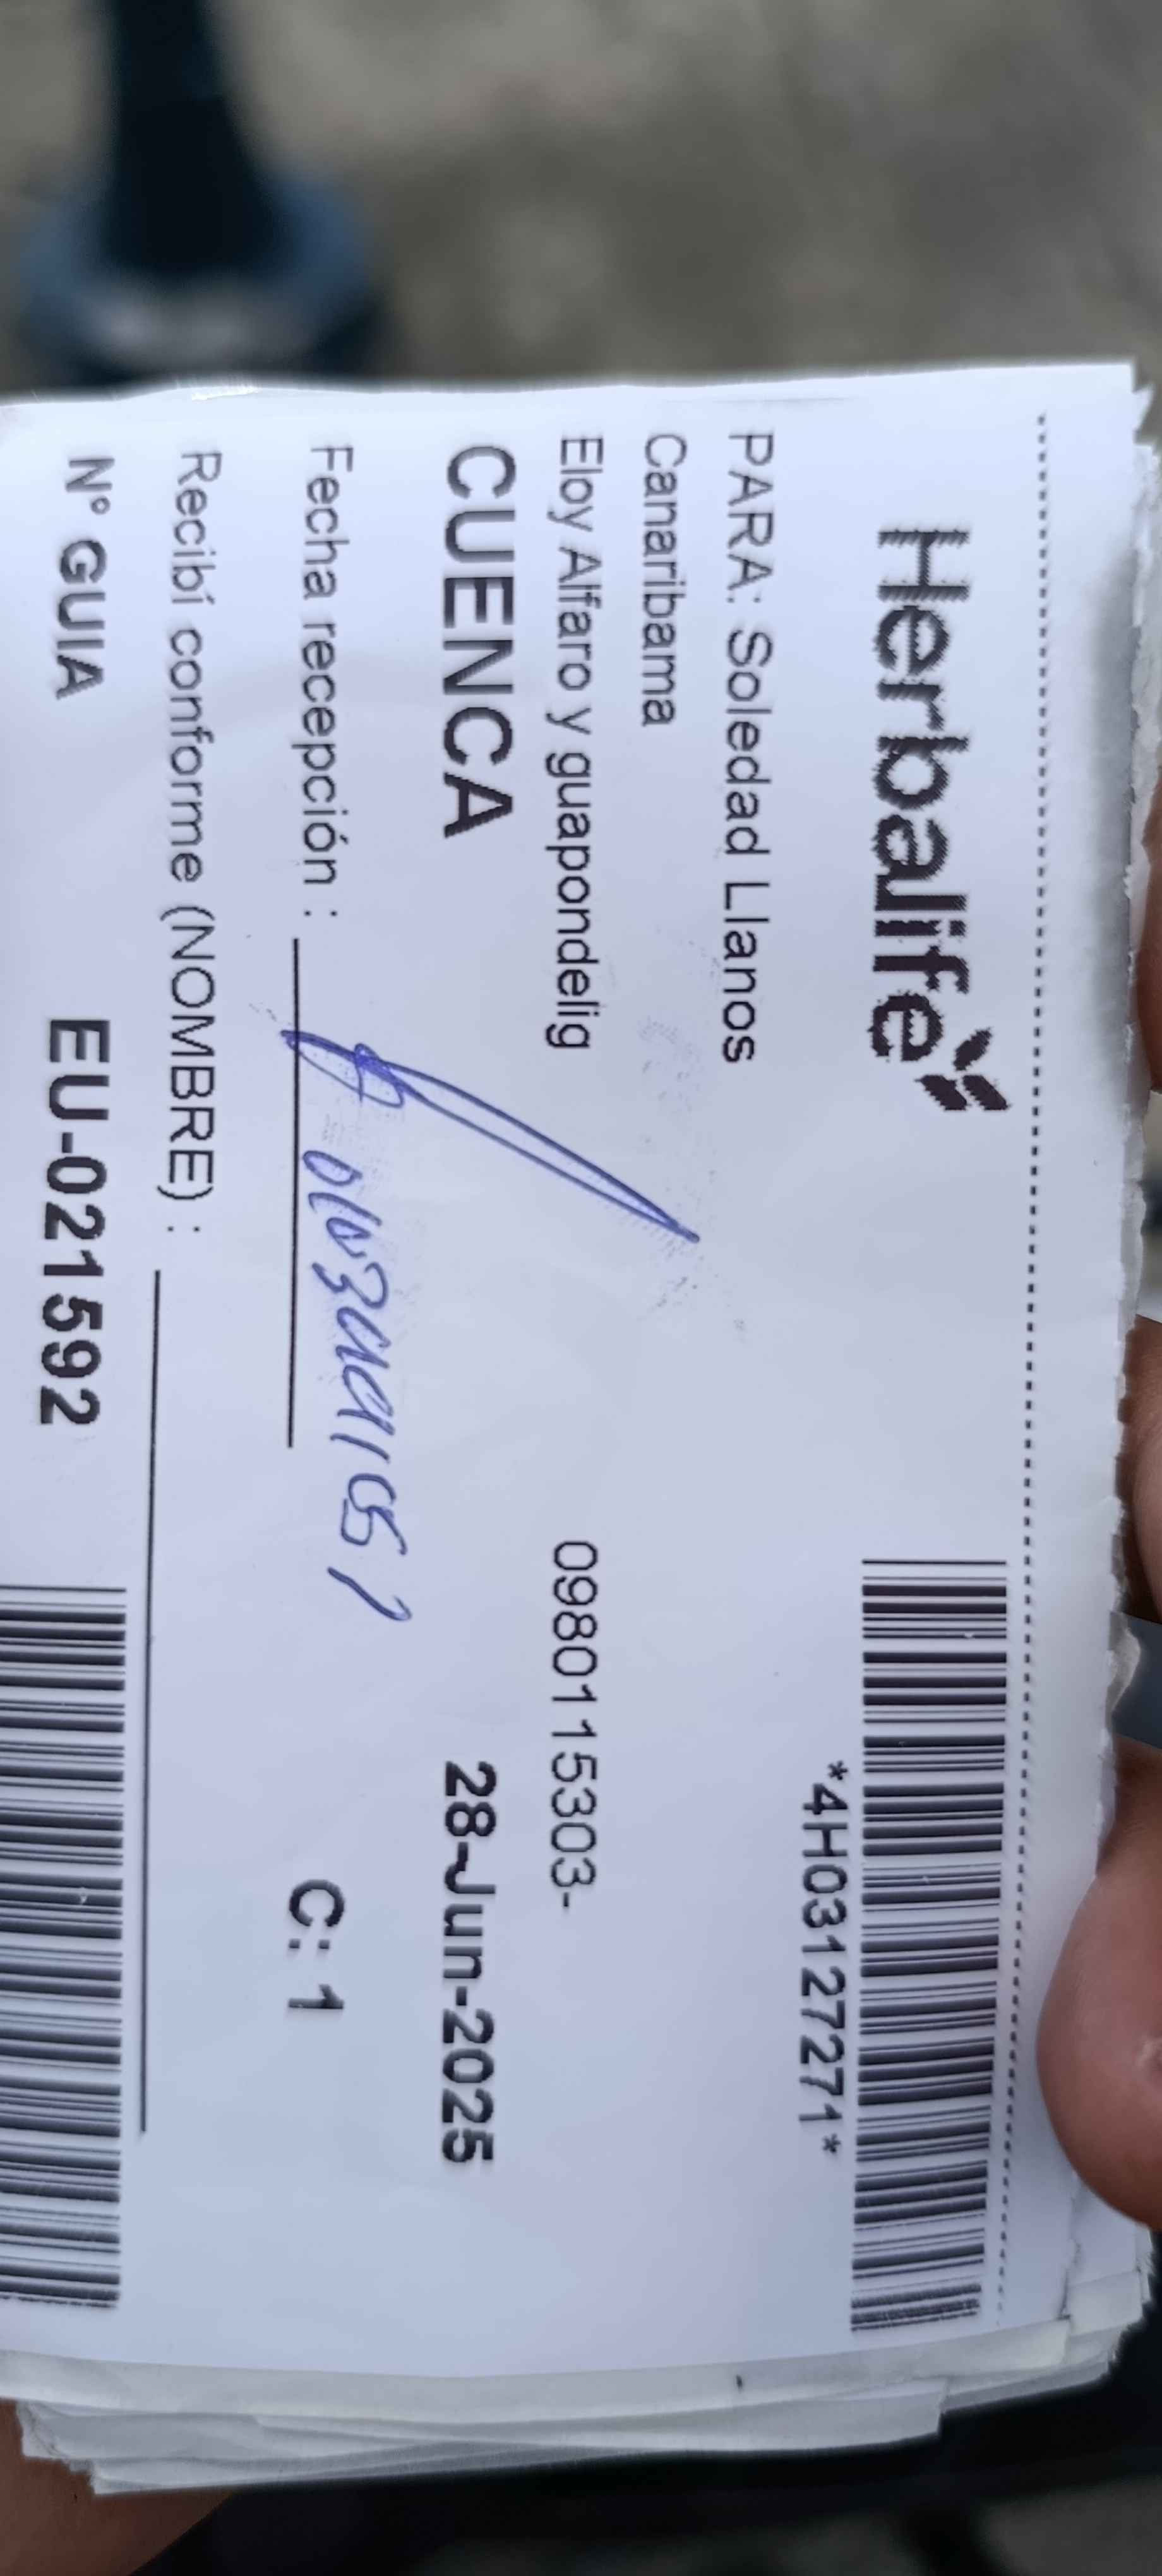 Herbalife
*4H03127271*
PARA: Soledad Llanos
Canaribama
Eloy Alfaro y guapondelig 0980115303-
CUENCA 28-Jun-2025
Fecha recepción : C: 1
Recibí conforme (NOMBRE) :
Nº GUIA EU-021592